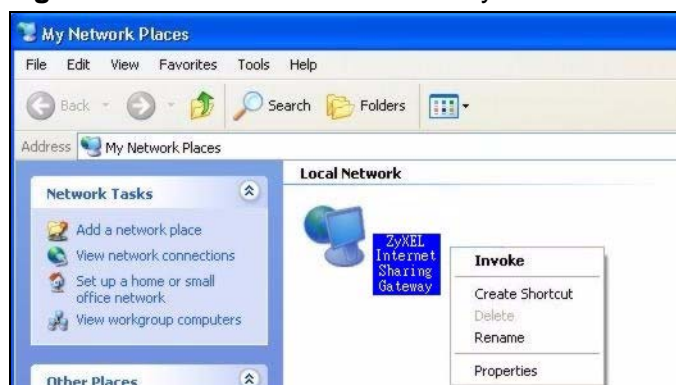 My Network Places
File Edit View Favorites Tools Help
Back Search Folders
Address My Network Places
Network Tasks
Add a network place
View network connections
Set up a home or small
office network
View workgroup computers
Other Places
Local Network
ZyXEL
Internet
Sharing
Gateway
Invoke
Create Shortcut
Delete
Rename
Properties